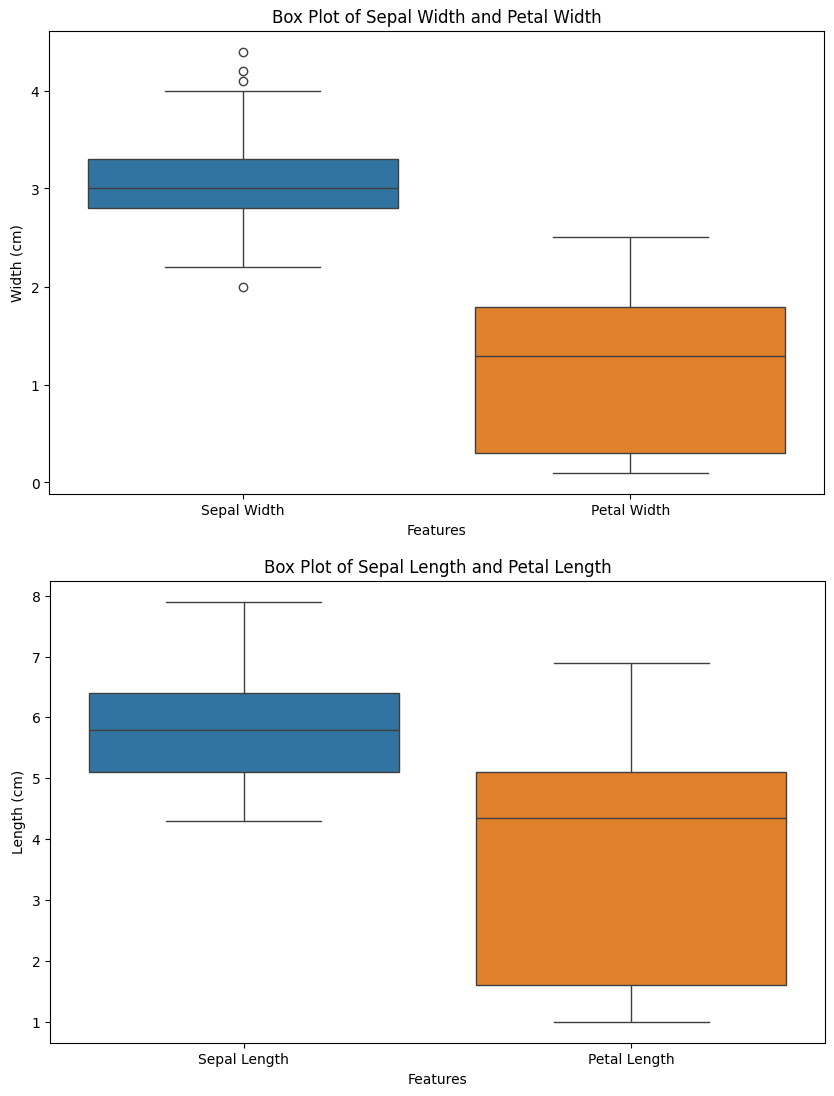 Box Plot of Sepal Width and Petal Width
4
3
2
1
0
Width (cm)
Sepal Width
Petal Width
Features
Box Plot of Sepal Length and Petal Length
8
7
6
5
4
3
2
1
Length (cm)
Sepal Length
Petal Length
Features